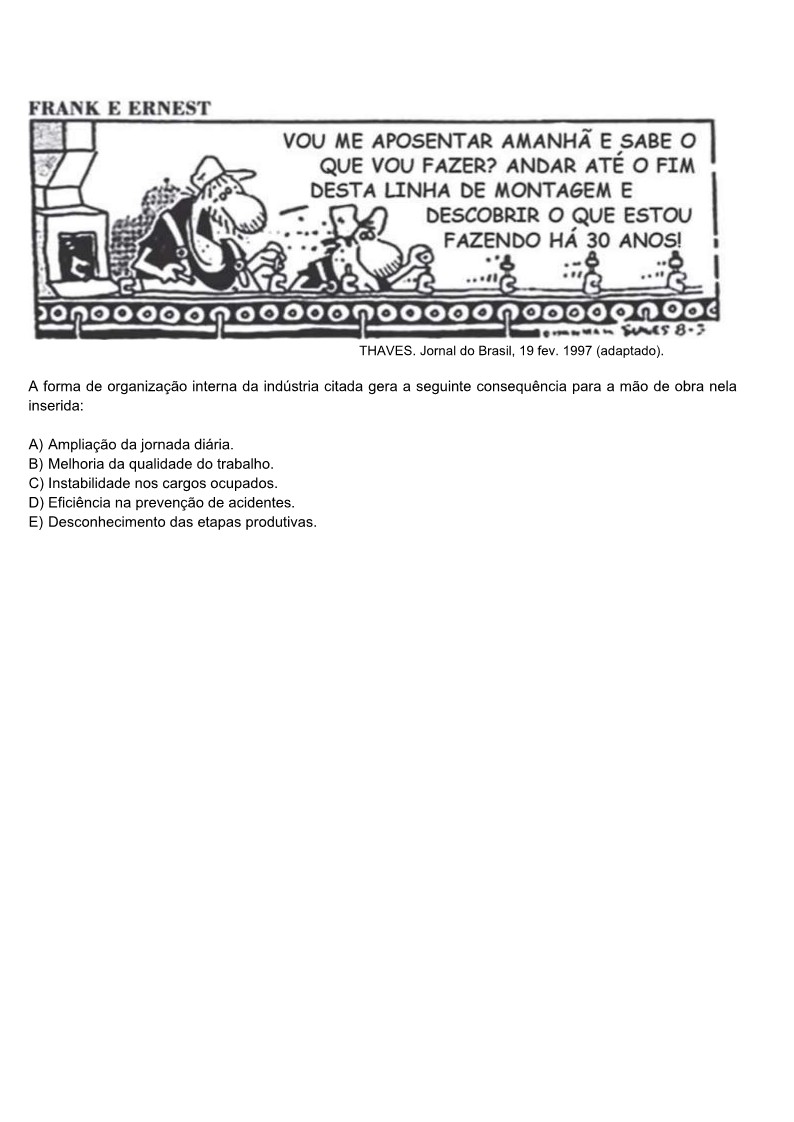 FRANK E ERNEST
VOU ME APOSENTAR AMANHÃ E SABE O
QUE VOU FAZER? ANDAR ATÉ O FIM
DESTA LINHA DE MONTAGEM E
DESCOBRIR O QUE ESTOU
FAZENDO HÁ 30 ANOS!
THAVES. Jornal do Brasil, 19 fev. 1997 (adaptado).
A forma de organização interna da indústria citada gera a seguinte consequência para a mão de obra nela
inserida:
A) Ampliação da jornada diária.
B) Melhoria da qualidade do trabalho.
C) Instabilidade nos cargos ocupados.
D) Eficiência na prevenção de acidentes.
E) Desconhecimento das etapas produtivas.